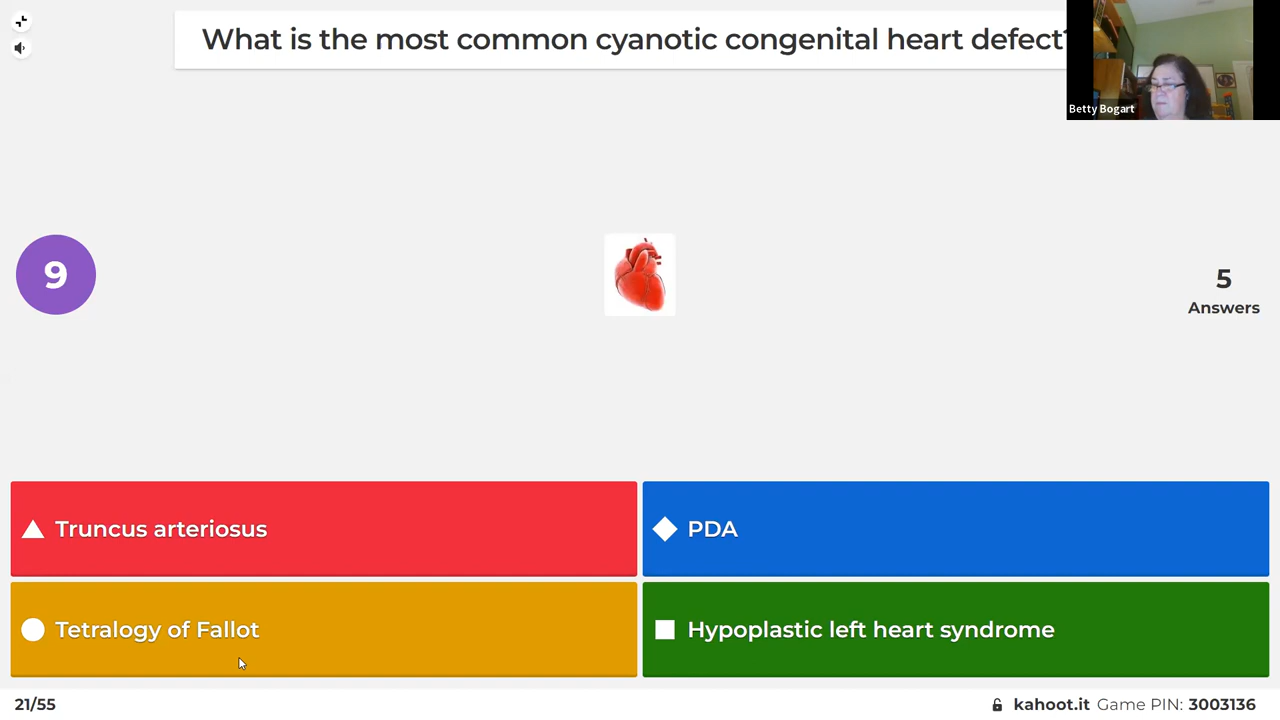 What is the most common cyanotic congenital heart defect?
Betty Bogart
9
5
Answers
Truncus arteriosus
PDA
Tetralogy of Fallot
Hypoplastic left heart syndrome
21/55
kahoot.it Game PIN: 3003136